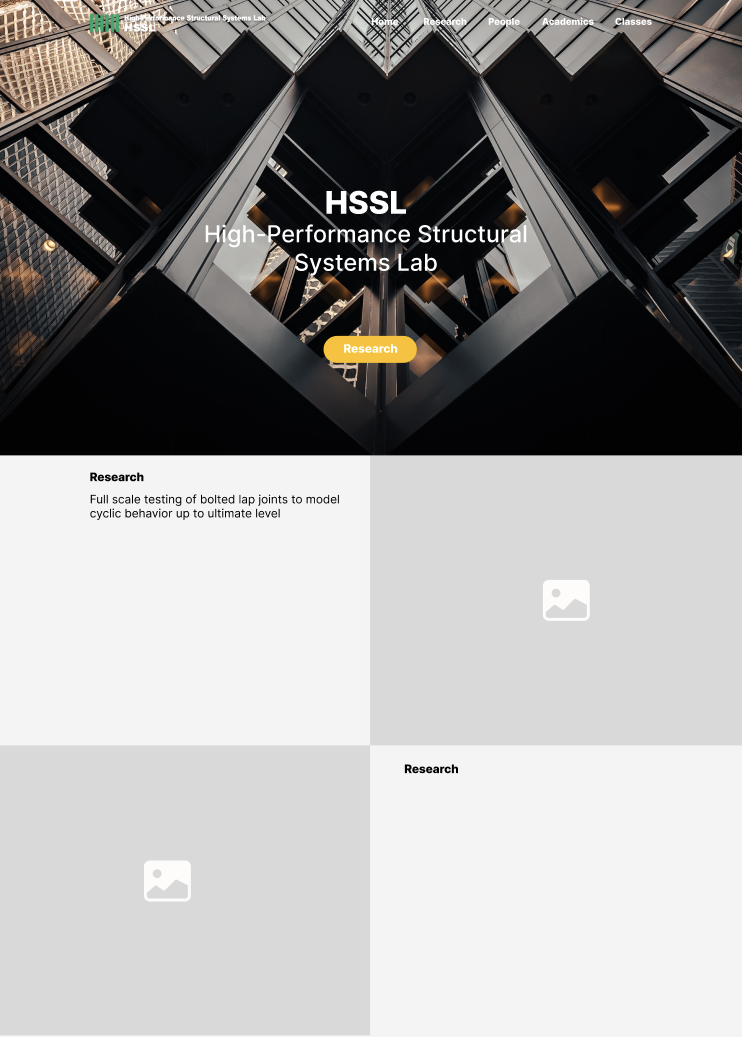 High-Performance Structural Systems Lab
HSSL
Home Research People Academics Classes
HSSL
High-Performance Structural
Systems Lab
Research
Research
Full scale testing of bolted lap joints to model
cyclic behavior up to ultimate level
Research